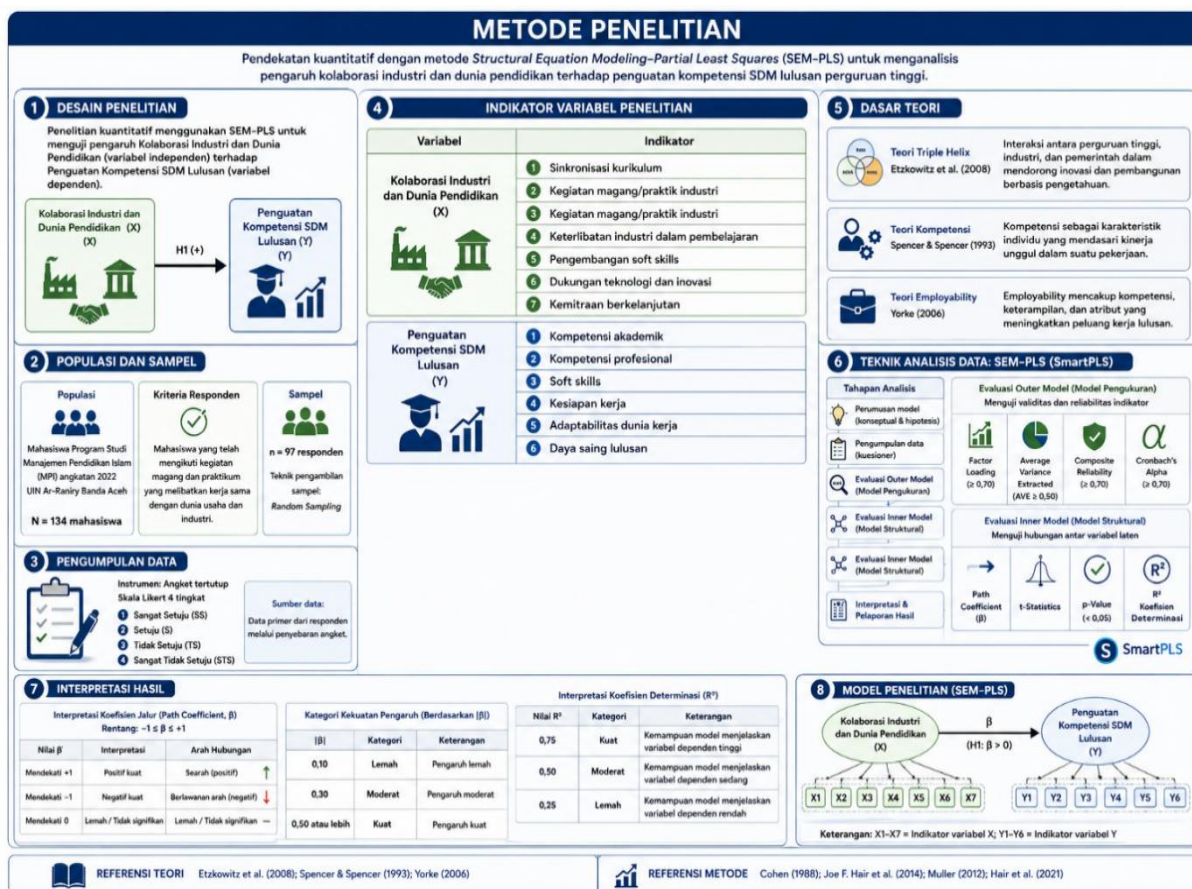 METODE PENELITIAN
Pendekatan kuantitatif dengan metode Structural Equation Modeling–Partial Least Squares (SEM–PLS) untuk menganalisis
pengaruh kolaborasi industri dan dunia pendidikan terhadap penguatan kompetensi SDM lulusan perguruan tinggi.
1 DESAIN PENELITIAN
Penelitian kuantitatif menggunakan SEM–PLS untuk
menguji pengaruh Kolaborasi Industri dan Dunia
Pendidikan (variabel independen) terhadap
Penguatan Kompetensi SDM Lulusan (variabel
dependen).
Kolaborasi Industri dan
Dunia Pendidikan (X)
(X)
H1 (+)
Penguatan
Kompetensi SDM
Lulusan (Y)
(Y)
2 POPULASI DAN SAMPEL
Populasi
Mahasiswa Program Studi
Manajemen Pendidikan Islam
(MPI) angkatan 2022
UIN Ar-Raniry Banda Aceh
N = 134 mahasiswa
Kriteria Responden
Mahasiswa yang telah
mengikuti kegiatan
magang dan praktikum
yang melibatkan kerja sama
dengan dunia usaha dan
industri.
Sampel
n = 97 responden
Teknik pengambilan
sampel:
Random Sampling
3 PENGUMPULAN DATA
Instrumen: Angket tertutup
Skala Likert 4 tingkat
1 Sangat Setuju (SS)
2 Setuju (S)
3 Tidak Setuju (TS)
4 Sangat Tidak Setuju (STS)
Sumber data:
Data primer dari responden
melalui penyebaran angket.
4 INDIKATOR VARIABEL PENELITIAN
Variabel Indikator
Kolaborasi Industri
dan Dunia Pendidikan
(X)
1 Sinkronisasi kurikulum
2 Kegiatan magang/praktik industri
3 Kegiatan magang/praktik industri
4 Keterlibatan industri dalam pembelajaran
5 Pengembangan soft skills
6 Dukungan teknologi dan inovasi
7 Kemitraan berkelanjutan
Penguatan
Kompetensi SDM
Lulusan
(Y)
1 Kompetensi akademik
2 Kompetensi profesional
3 Soft skills
4 Kesiapan kerja
5 Adaptabilitas dunia kerja
6 Daya saing lulusan
5 DASAR TEORI
Teori Triple Helix
Etzkowitz et al. (2008)
Interaksi antara perguruan tinggi,
industri, dan pemerintah dalam
mendorong inovasi dan pembangunan
berbasis pengetahuan.
Teori Kompetensi
Spencer & Spencer (1993)
Kompetensi sebagai karakteristik
individu yang mendasari kinerja
unggul dalam suatu pekerjaan.
Teori Employability
Yorke (2006)
Employability mencakup kompetensi,
keterampilan, dan atribut yang
meningkatkan peluang kerja lulusan.
6 TEKNIK ANALISIS DATA: SEM–PLS (SmartPLS)
Tahapan Analisis
Perumusan model
(konseptual & hipotesis)
Pengumpulan data
(kuesioner)
Evaluasi Outer Model
(Model Pengukuran)
Evaluasi Inner Model
(Model Struktural)
Evaluasi Inner Model
(Model Struktural)
Interpretasi &
Pelaporan Hasil
Evaluasi Outer Model (Model Pengukuran)
Menguji validitas dan reliabilitas indikator
Factor
Loading
(≥ 0,70)
Average
Variance
Extracted
(AVE ≥ 0,50)
Composite
Reliability
(≥ 0,70)
α
Cronbach's
Alpha
(≥ 0,70)
Evaluasi Inner Model (Model Struktural)
Menguji hubungan antar variabel laten
Path
Coefficient
(β)
t-Statistics
p-Value
(< 0,05)
R²
R²
Koefision
Determinasi
S SmartPLS
7 INTERPRETASI HASIL
Interpretasi Koefisien Jalur (Path Coefficient, β)
Rentang: −1 ≤ β ≤ +1
Nilai β Interpretasi Arah Hubungan
Mendekati +1 Positif kuat Searah (positif) ↑
Mendekati −1 Negatif kuat Berlawanan arah (negatif) ↓
Mendekati 0 Lemah / Tidak signifikan Lemah / Tidak signifikan —
Kategori Kekuatan Pengaruh (Berdasarkan |β|)
|β| Kategori Keterangan
0,10 Lemah Pengaruh lemah
0,30 Moderat Pengaruh moderat
0,50 atau lebih Kuat Pengaruh kuat
Interpretasi Koefisien Determinasi (R²)
Nilai R² Kategori Keterangan
0,75 Kuat Kemampuan model menjelaskan
variabel dependen tinggi
0,50 Moderat Kemampuan model menjelaskan
variabel dependen sedang
0,25 Lemah Kemampuan model menjelaskan
variabel dependen rendah
8 MODEL PENELITIAN (SEM–PLS)
Kolaborasi Industri
dan Dunia Pendidikan
(X)
β
(H1: β > 0)
Penguatan
Kompetensi SDM
Lulusan
(Y)
X1 X2 X3 X4 X5 X6 X7
Y1 Y2 Y3 Y4 Y5 Y6
Keterangan: X1–X7 = Indikator variabel X; Y1–Y6 = Indikator variabel Y
REFERENSI TEORI Etzkowitz et al. (2008); Spencer & Spencer (1993); Yorke (2006)
REFERENSI METODE Cohen (1988); Joe F. Hair et al. (2014); Muller (2012); Hair et al. (2021)